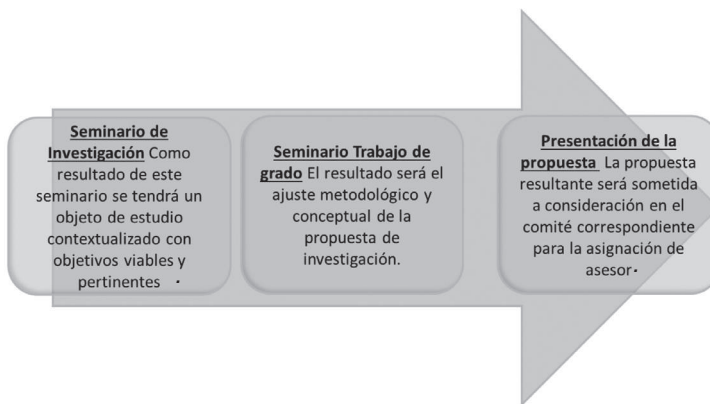 Seminario de
Investigación Como
resultado de este
seminario se tendrá un
objeto de estudio
contextualizado con
objetivos viables y
pertinentes .
Seminario Trabajo de
grado El resultado será el
ajuste metodológico y
conceptual de la
propuesta de
investigación.
Presentación de la
propuesta La propuesta
resultante será sometida
a consideración en el
comité correspondiente
para la asignación de
asesor.